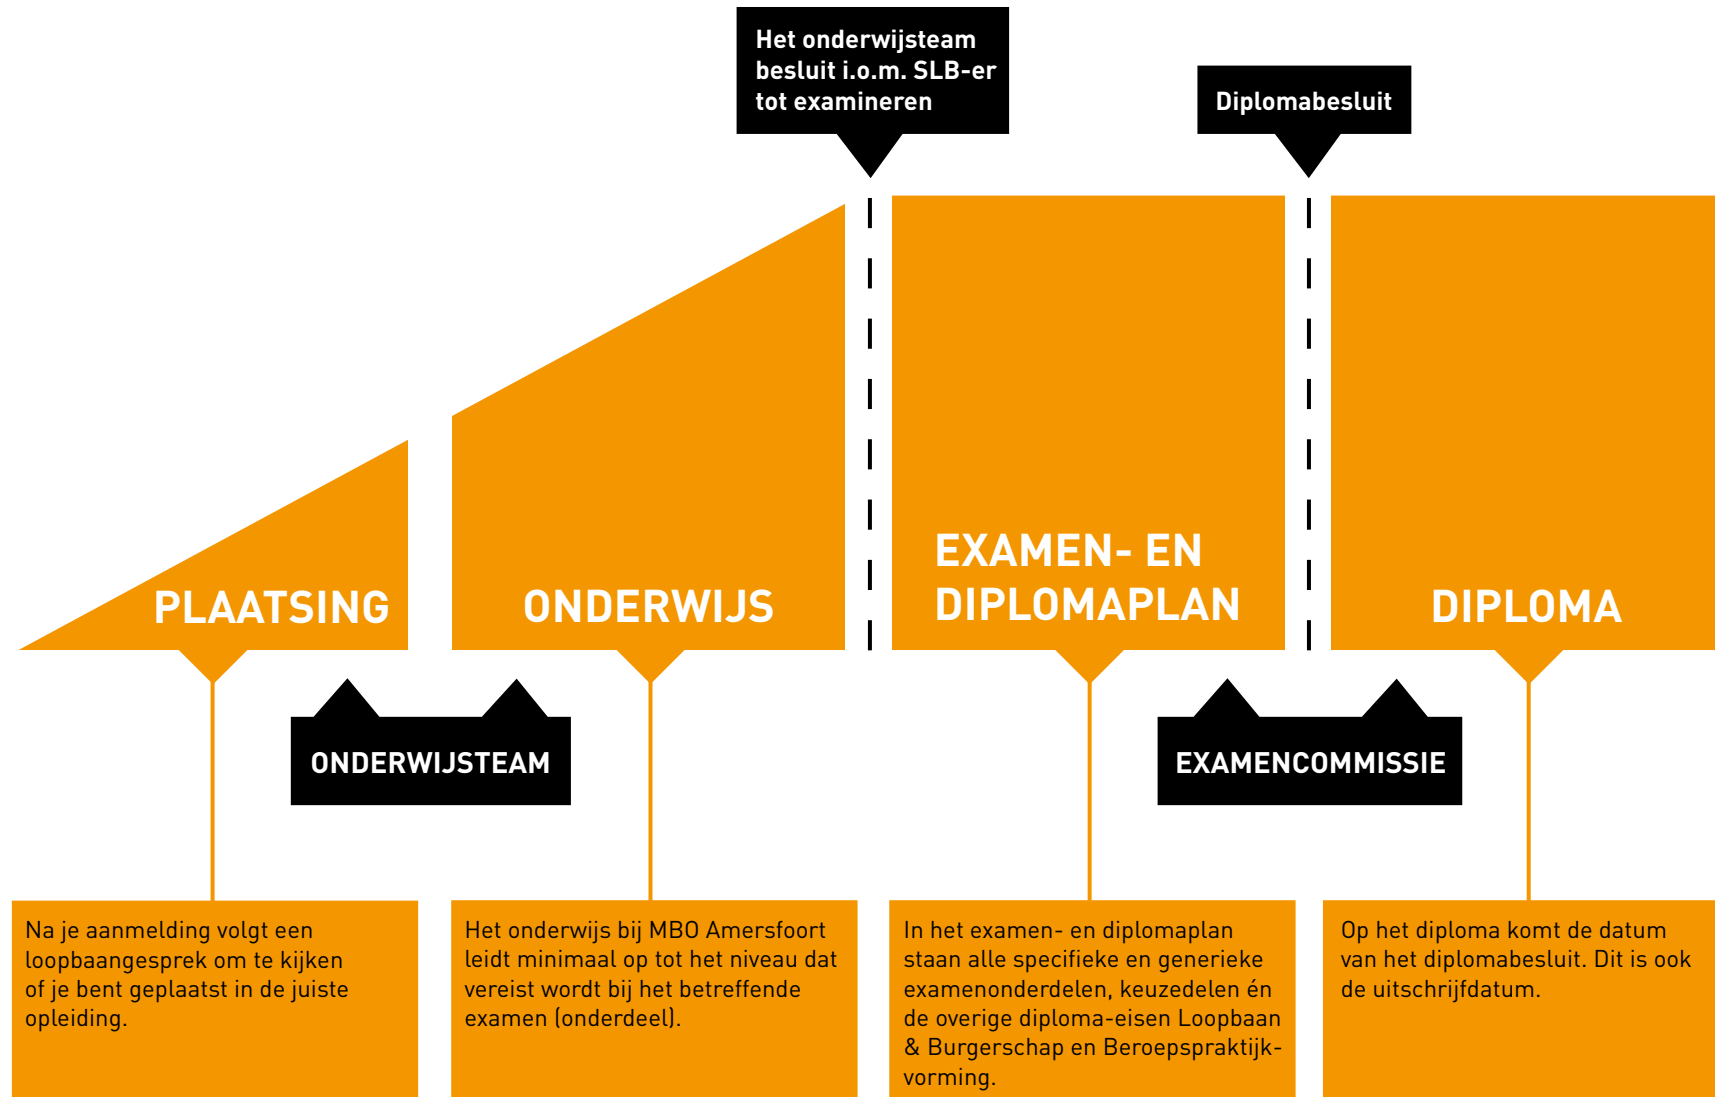 Het onderwijsteam
besluit i.o.m. SLB-er
tot examineren
Diplomabesluit
PLAATSING
ONDERWIJS
EXAMEN- EN
DIPLOMAPLAN
DIPLOMA
ONDERWIJSTEAM
EXAMENCOMMISSIE
Na je aanmelding volgt een
loopbaangesprek om te kijken
of je bent geplaatst in de juiste
opleiding.
Het onderwijs bij MBO Amersfoort
leidt minimaal op tot het niveau dat
vereist wordt bij het betreffende
examen (onderdeel).
In het examen- en diplomaplan
staan alle specifieke en generieke
examenonderdelen, keuzedelen én
de overige diploma-eisen Loopbaan
& Burgerschap en Beroepspraktijk-
vorming.
Op het diploma komt de datum
van het diplomabesluit. Dit is ook
de uitschrijfdatum.